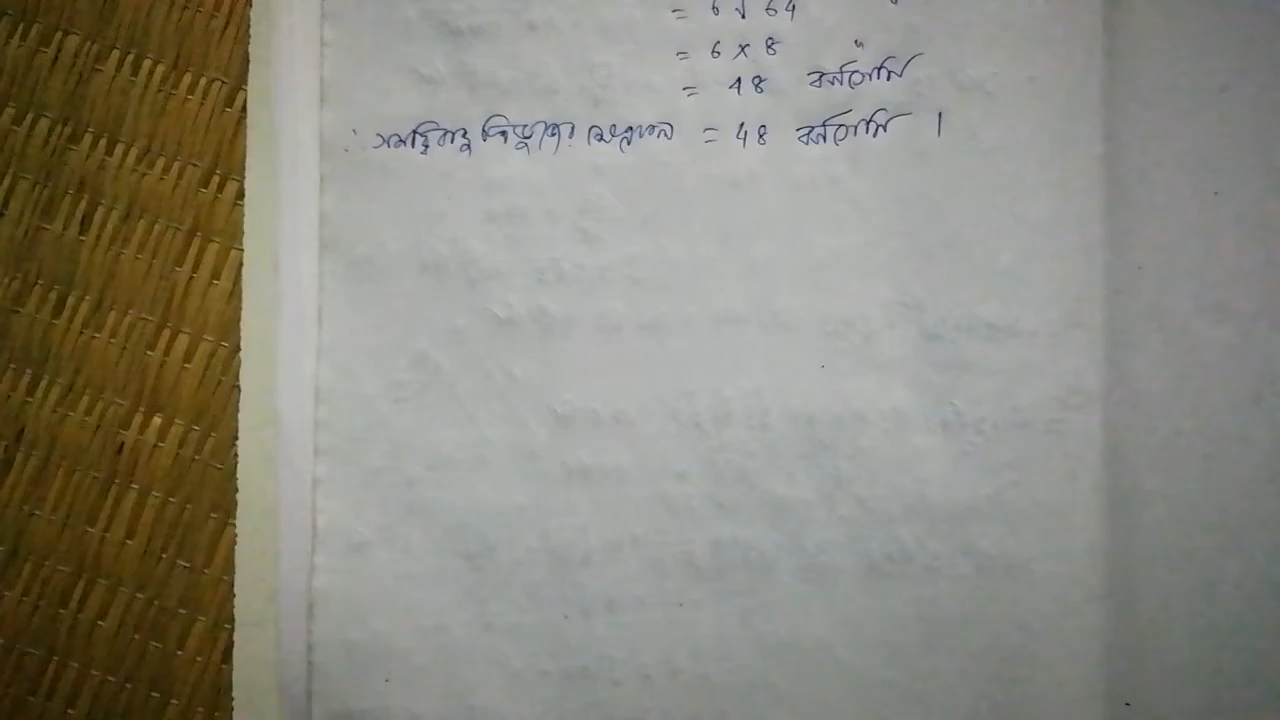 = 6√64
= 6 × 8
= 48 বর্গসেমি
∴ সমদ্বিবাহু ত্রিভুজের ক্ষেত্রফল = 48 বর্গসেমি ।